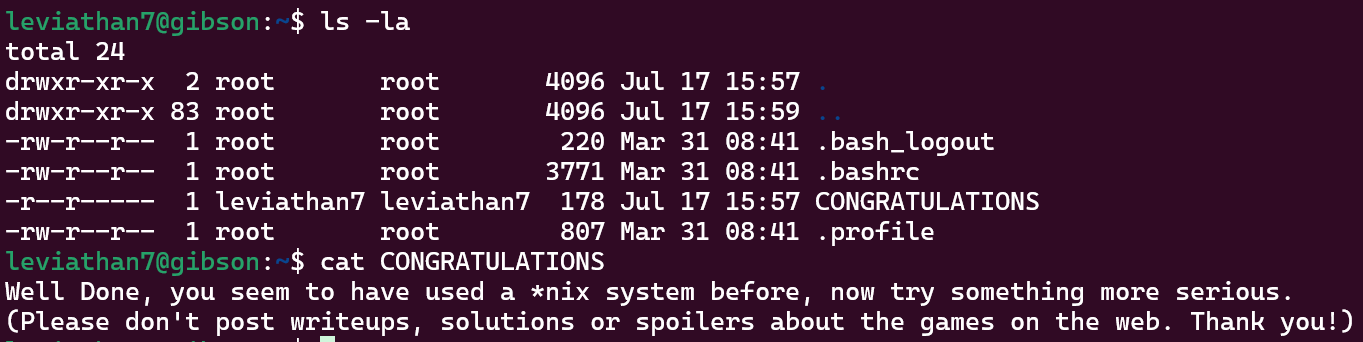 leviathan7@gibson:~$ ls -la
total 24
drwxr-xr-x  2 root       root       4096 Jul 17 15:57 .
drwxr-xr-x 83 root       root       4096 Jul 17 15:59 ..
-rw-r--r--  1 root       root        220 Mar 31 08:41 .bash_logout
-rw-r--r--  1 root       root       3771 Mar 31 08:41 .bashrc
-r--r-----  1 leviathan7 leviathan7  178 Jul 17 15:57 CONGRATULATIONS
-rw-r--r--  1 root       root        807 Mar 31 08:41 .profile
leviathan7@gibson:~$ cat CONGRATULATIONS
Well Done, you seem to have used a *nix system before, now try something more serious.
(Please don't post writeups, solutions or spoilers about the games on the web. Thank you!)